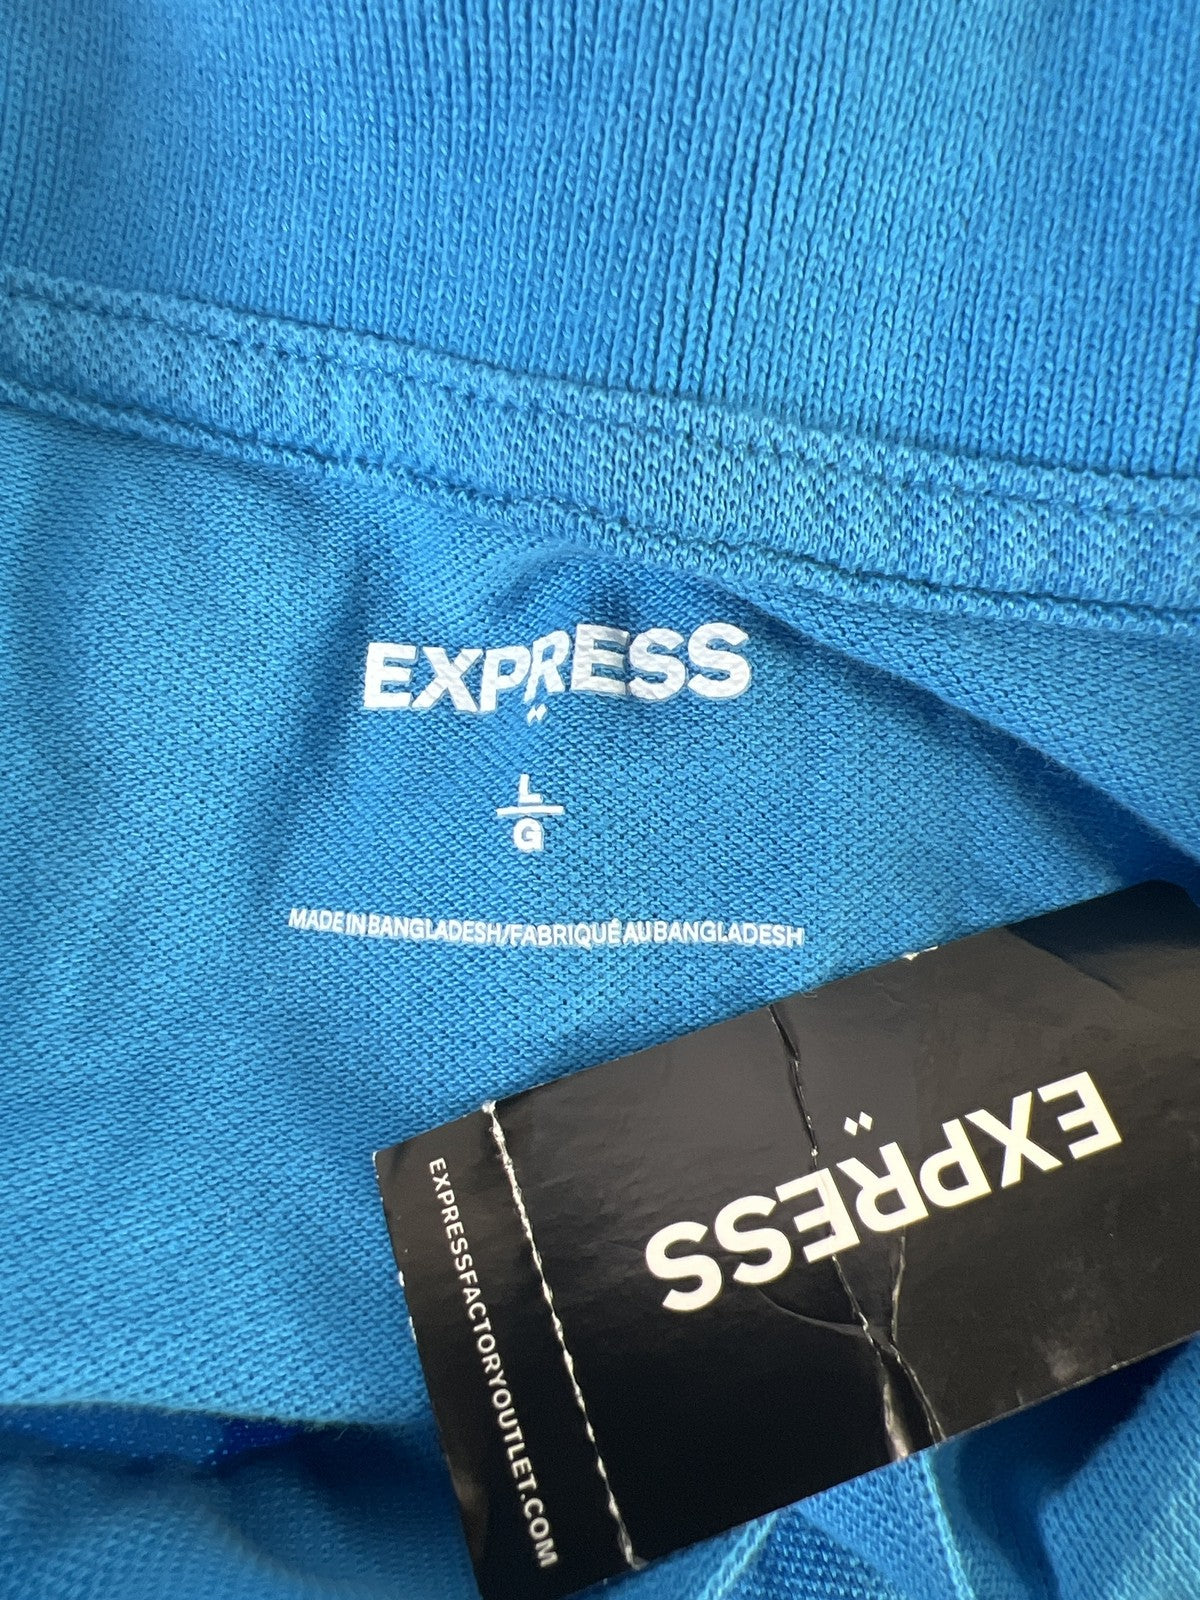 EXPRESS
L
G
MADE IN BANGLADESH/FABRIQUÉ AU BANGLADESH
EXPRESS
EXPRESSFACTORYOUTLET.COM